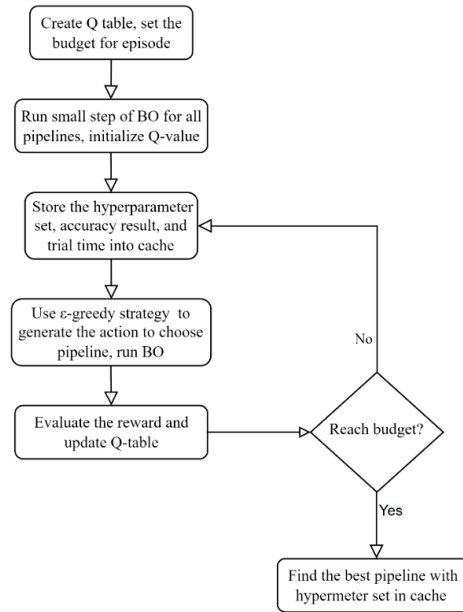 Create Q table, set the
budget for episode
Run small step of BO for all
pipelines, initialize Q-value
Store the hyperparameter
set, accuracy result, and
trial time into cache
Use ε-greedy strategy to
generate the action to choose
pipeline, run BO
Evaluate the reward and
update Q-table
Reach budget?
No
Yes
Find the best pipeline with
hypermeter set in cache